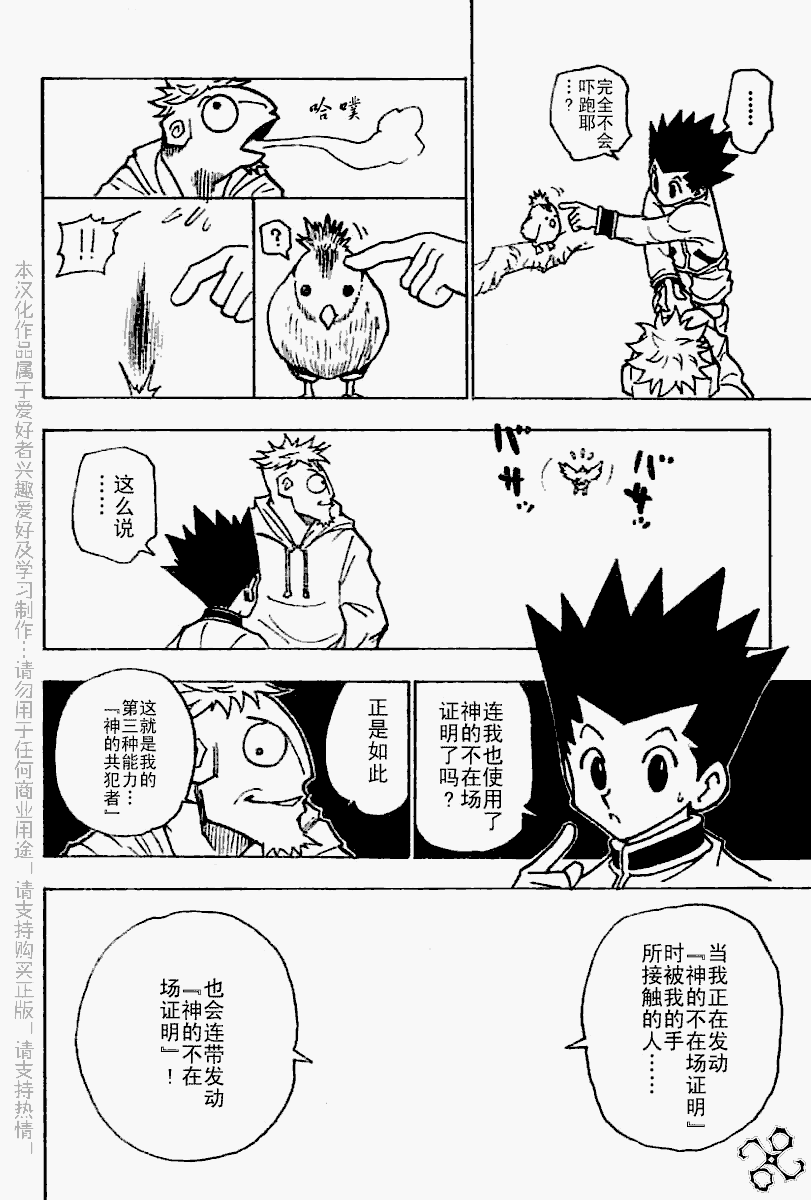 ……
完全不会
吓跑耶
…?
哈噗
?
!!
バサ…
バサ…
这么说
……
连我也使用了
神的不在场
证明了吗?
正是如此
这就是我的
第三种能力…
『神的共犯者』
当我正在发动
『神的不在场证明』
时被我的手
所接触的人……
也会连带发动
『神的不在
场证明』!
本汉化作品属于爱好者兴趣爱好及学习制作…请勿用于任何商业用途—请支持购买正版—请支持热情—